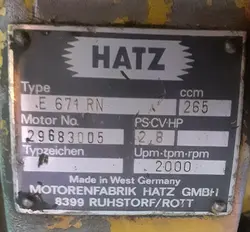 HATZ
Type ccm
E 671 RN 265
Motor No. PS-CV-HP
29683005 2,8
Typzeichen Upm-tpm-rpm
2000
Made in West Germany
MOTORENFABRIK HATZ GMBH
8399 RUHSTORF/ROTT